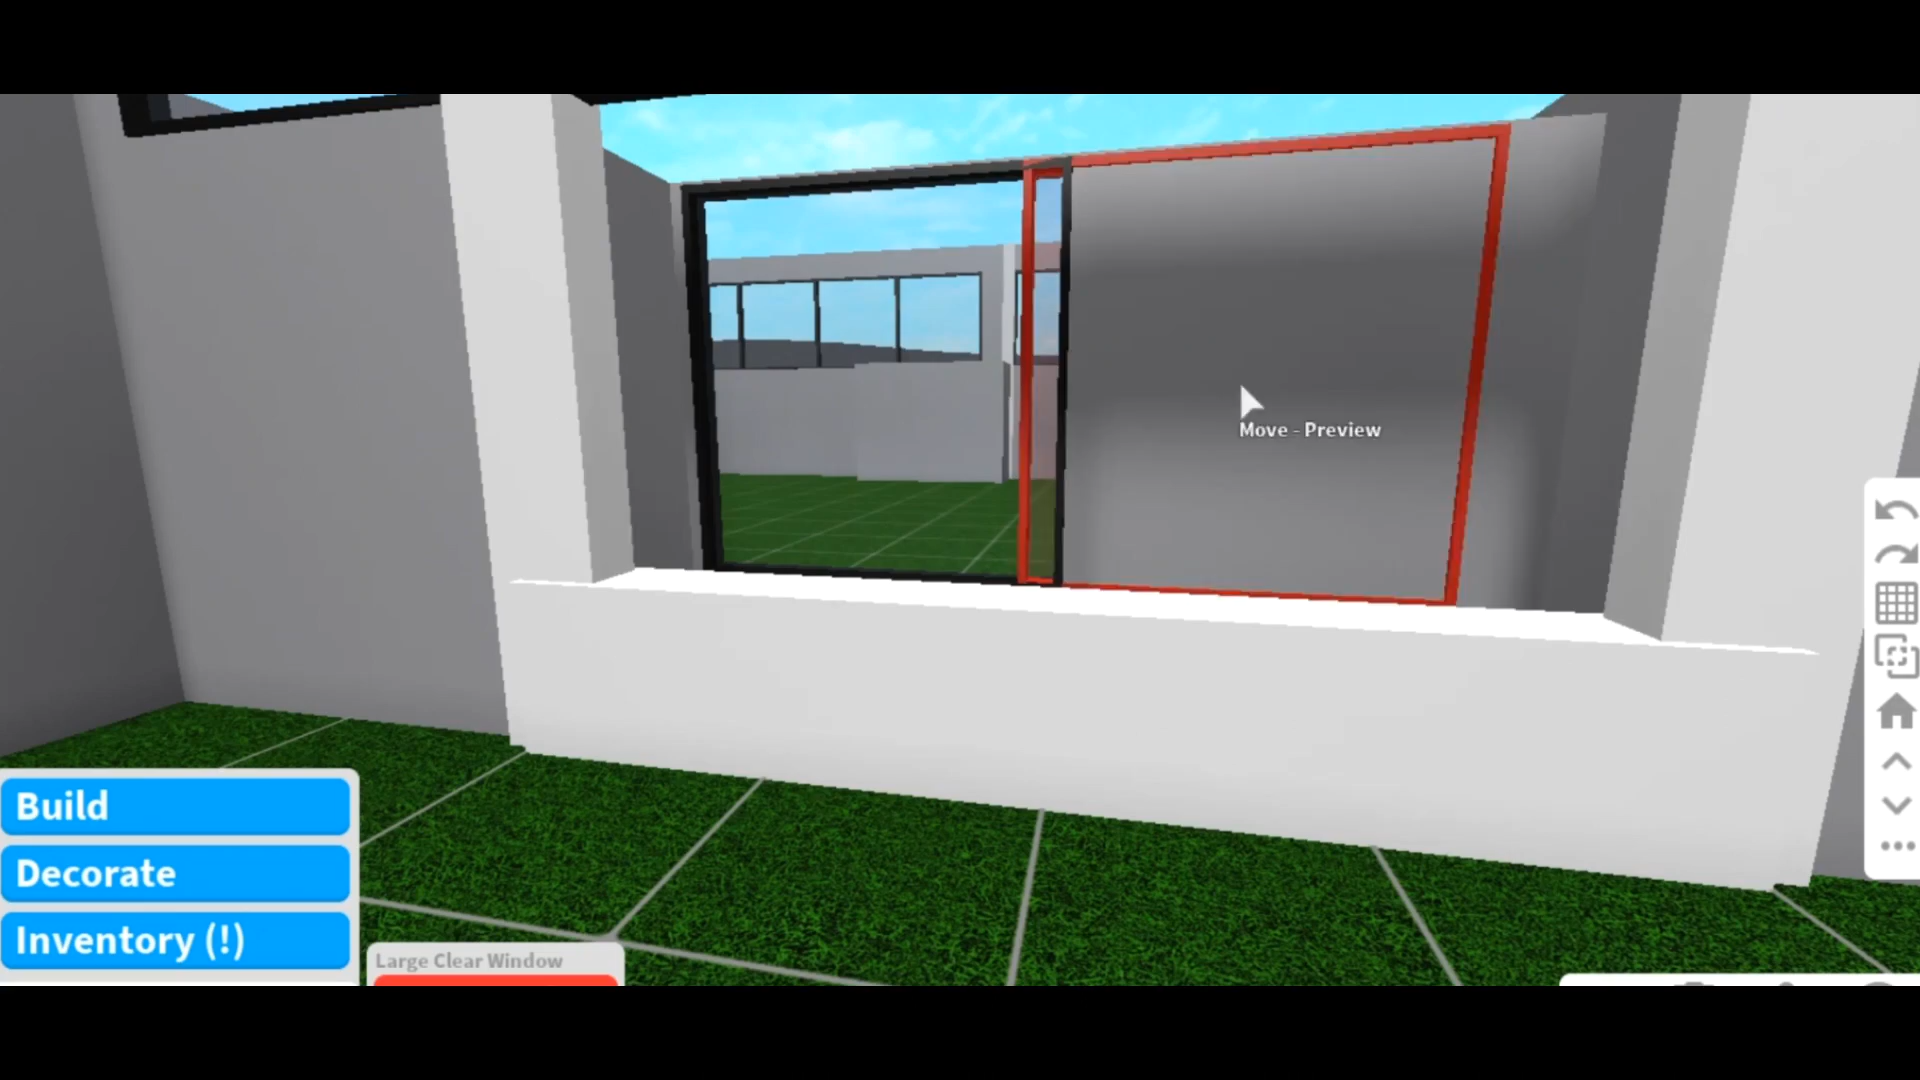 Move - Preview
Build
Decorate
Inventory (!)
Large Clear Window